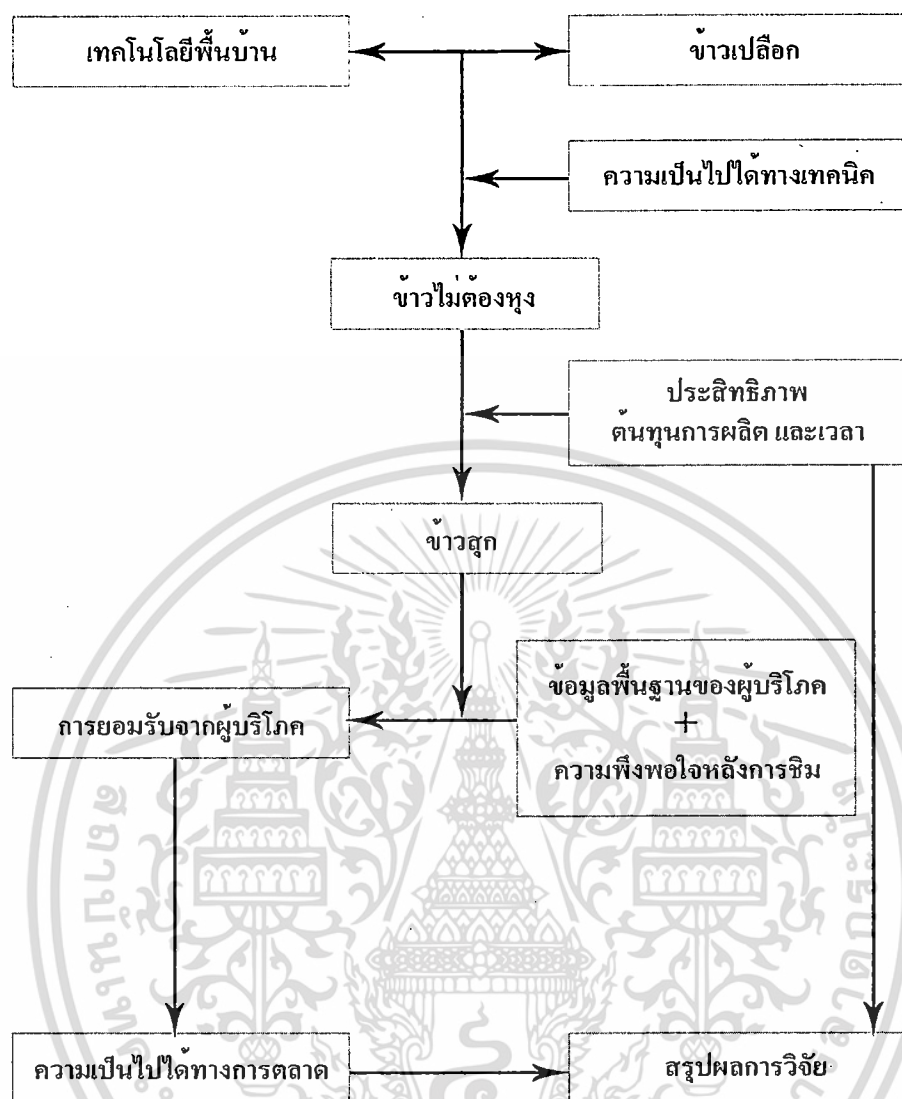 เทคโนโลยีพื้นบ้าน
ข้าวเปลือก
ความเป็นไปได้ทางเทคนิค
ข้าวไม่ต้องหุง
ประสิทธิภาพ
ต้นทุนการผลิต และเวลา
ข้าวสุก
ข้อมูลพื้นฐานของผู้บริโภค
+
ความพึงพอใจหลังการชิม
การยอมรับจากผู้บริโภค
ความเป็นไปได้ทางการตลาด
สรุปผลการวิจัย